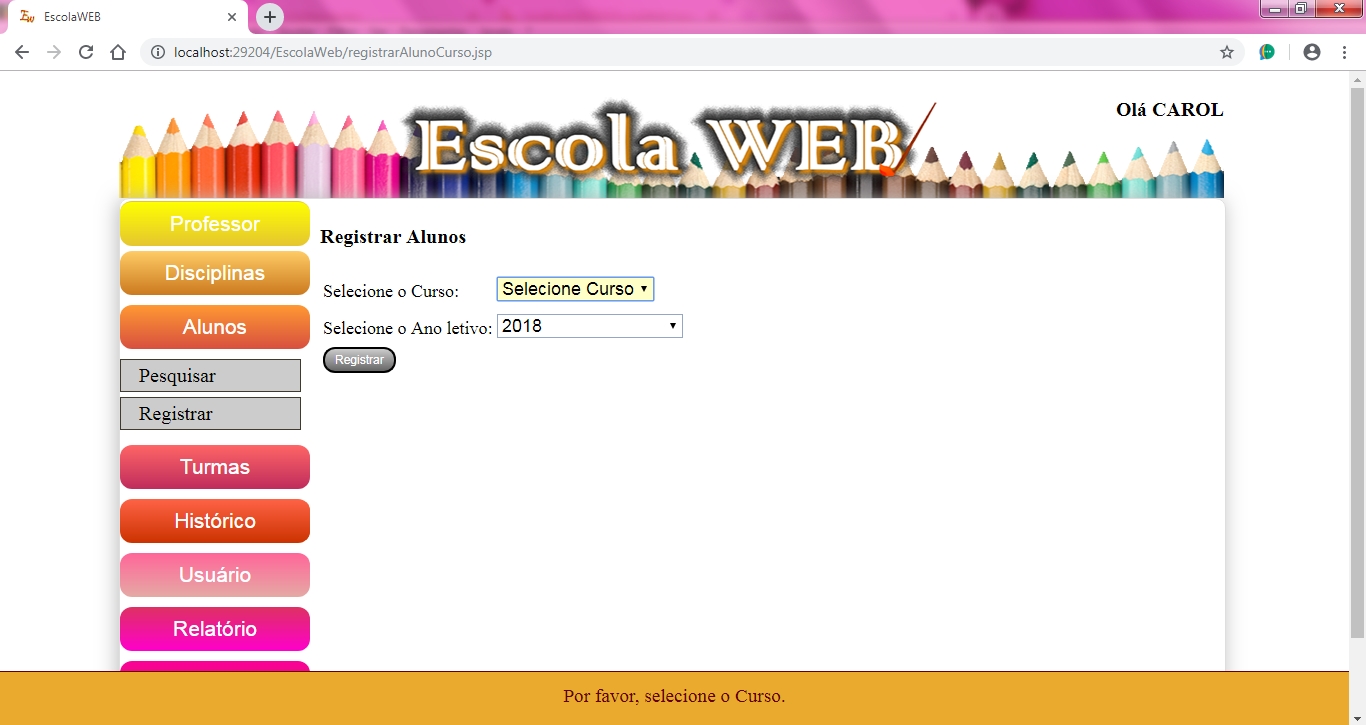 EscolaWEB
localhost:29204/EscolaWeb/registrarAlunoCurso.jsp
Olá CAROL
Escola WEB
Professor
Disciplinas
Alunos
Pesquisar
Registrar
Turmas
Histórico
Usuário
Relatório
Registrar Alunos
Selecione o Curso: Selecione Curso
Selecione o Ano letivo: 2018
Registrar
Por favor, selecione o Curso.